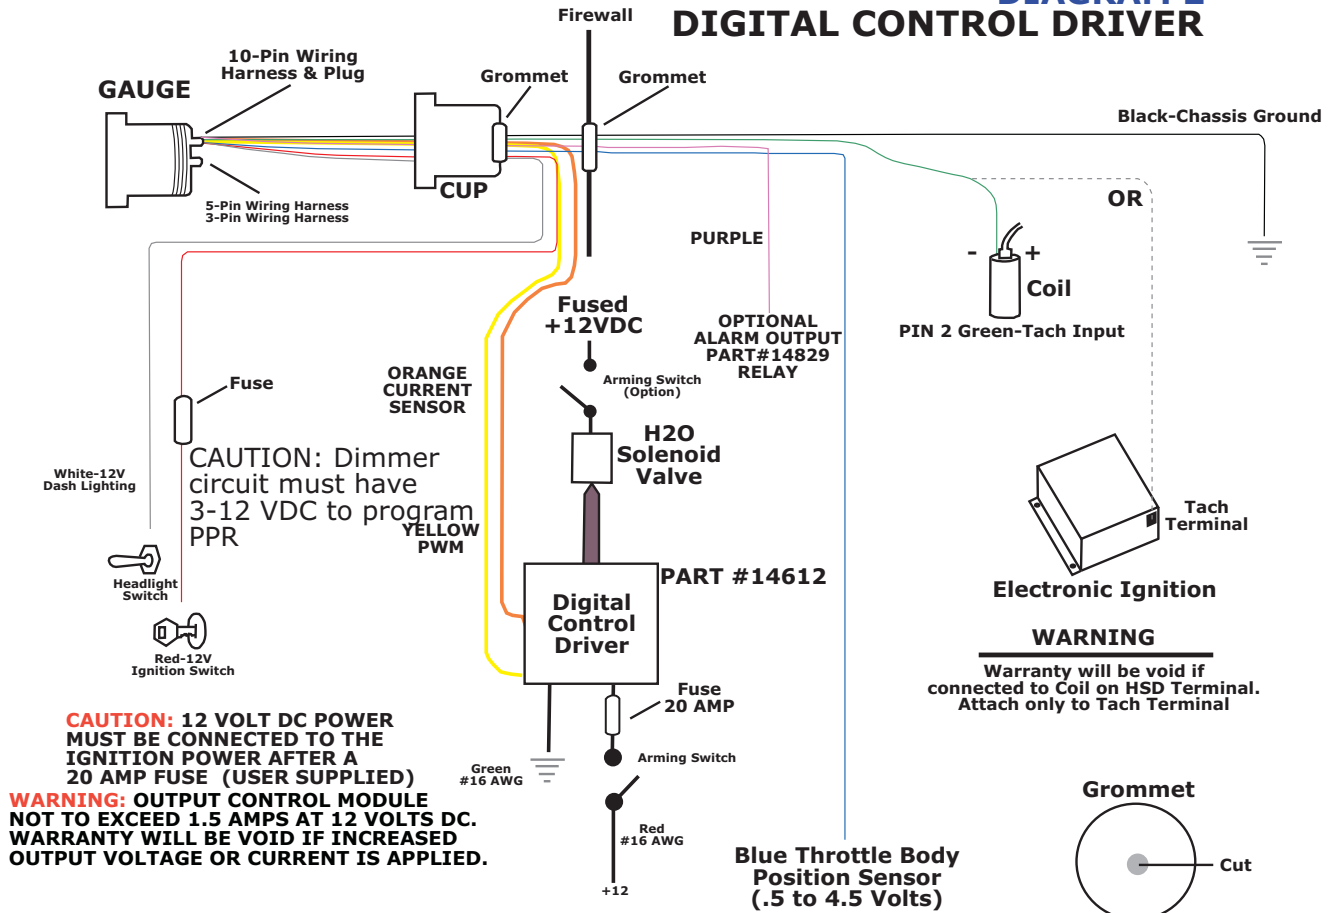 DIAGRAM 2
DIGITAL CONTROL DRIVER
Firewall
10-Pin Wiring
Harness & Plug
GAUGE
Grommet
Grommet
Black-Chassis Ground
CUP
5-Pin Wiring Harness
3-Pin Wiring Harness
OR
PURPLE
- +
Coil
PIN 2 Green-Tach Input
Fused
+12VDC
OPTIONAL
ALARM OUTPUT
PART#14829
RELAY
ORANGE
CURRENT
SENSOR
Arming Switch
(Option)
Fuse
H2O
Solenoid
Valve
CAUTION: Dimmer
circuit must have
3-12 VDC to program
PPR
White-12V
Dash Lighting
YELLOW
PWM
Tach
Terminal
Headlight
Switch
PART #14612
Digital
Control
Driver
Electronic Ignition
Red-12V
Ignition Switch
WARNING
Warranty will be void if
connected to Coil on HSD Terminal.
Attach only to Tach Terminal
Fuse
20 AMP
CAUTION: 12 VOLT DC POWER
MUST BE CONNECTED TO THE
IGNITION POWER AFTER A
20 AMP FUSE (USER SUPPLIED)
Green
#16 AWG
Arming Switch
WARNING: OUTPUT CONTROL MODULE
NOT TO EXCEED 1.5 AMPS AT 12 VOLTS DC.
WARRANTY WILL BE VOID IF INCREASED
OUTPUT VOLTAGE OR CURRENT IS APPLIED.
Red
#16 AWG
+12
Blue Throttle Body
Position Sensor
(.5 to 4.5 Volts)
Grommet
Cut